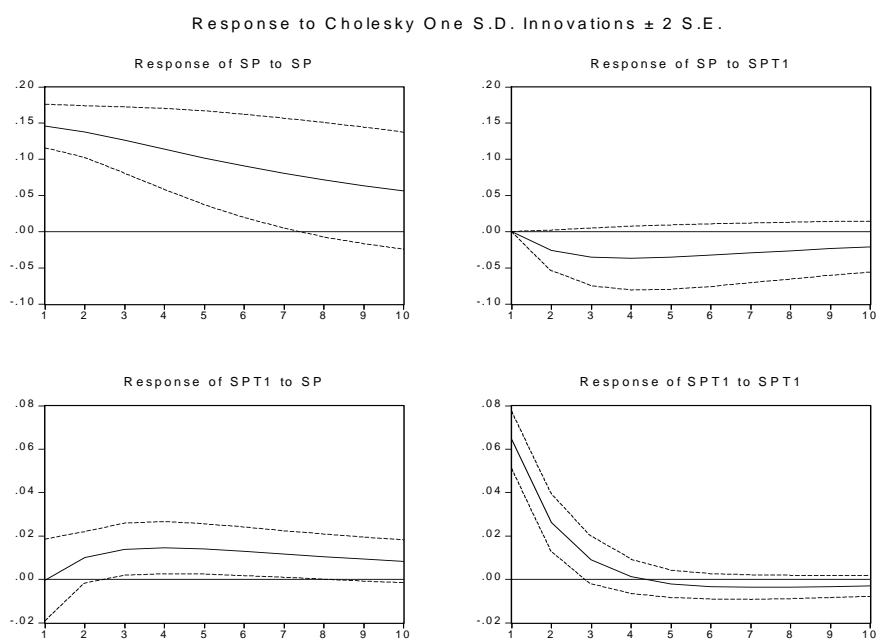 Response to Cholesky One S.D. Innovations ± 2 S.E.
Response of SP to SP
.20
.15
.10
.05
.00
-.05
-.10
1 2 3 4 5 6 7 8 9 10
Response of SP to SPT1
.20
.15
.10
.05
.00
-.05
-.10
1 2 3 4 5 6 7 8 9 10
Response of SPT1 to SP
.08
.06
.04
.02
.00
-.02
1 2 3 4 5 6 7 8 9 10
Response of SPT1 to SPT1
.08
.06
.04
.02
.00
-.02
1 2 3 4 5 6 7 8 9 10